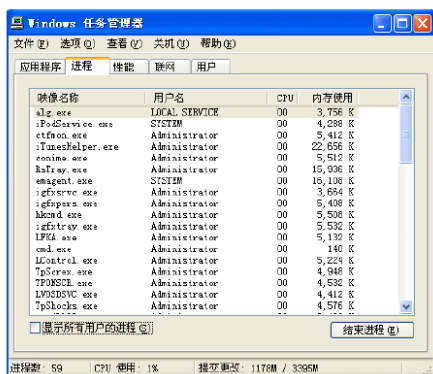 Windows 任务管理器
文件(F) 选项(O) 查看(V) 关机(U) 帮助(H)
应用程序 进程 性能 联网 用户
映像名称 用户名 CPU 内存使用
alg.exe LOCAL SERVICE 00 3,756 K
iPodService.exe SYSTEM 00 4,288 K
ctfmon.exe Administrator 00 5,412 K
iTunesHelper.exe Administrator 00 22,656 K
conime.exe Administrator 00 5,512 K
RsTray.exe Administrator 00 15,936 K
emagent.exe SYSTEM 00 16,108 K
igfxsrvc.exe Administrator 00 3,664 K
igfxpers.exe Administrator 00 5,408 K
hkcmd.exe Administrator 00 5,508 K
igfxtray.exe Administrator 00 5,532 K
LFKA.exe Administrator 00 5,132 K
cmd.exe Administrator 00 140 K
LControl.exe Administrator 00 5,224 K
TpScrex.exe Administrator 00 4,948 K
TPONSCR.exe Administrator 00 4,532 K
LVOSDSVC.exe Administrator 00 4,412 K
TpShocks.exe Administrator 00 4,576 K
显示所有用户的进程(S) 结束进程(E)
进程数: 59 CPU 使用: 1% 提交更改: 1178M / 3395M